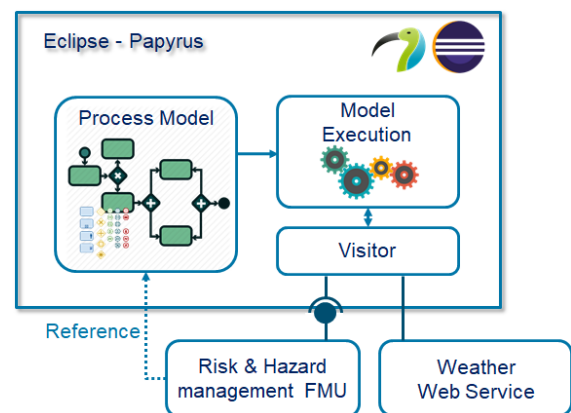 Eclipse - Papyrus
Process Model
Model
Execution
Visitor
Reference
Risk & Hazard
management FMU
Weather
Web Service